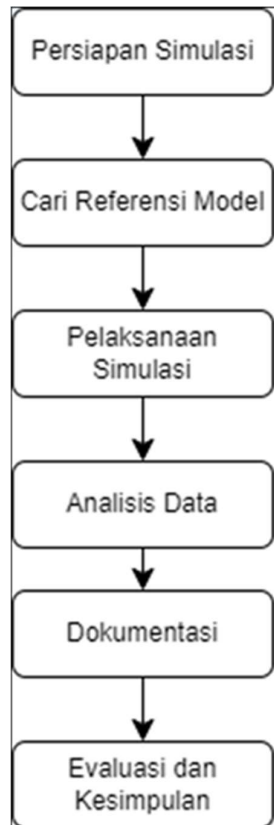 Persiapan Simulasi
Cari Referensi Model
Pelaksanaan
Simulasi
Analisis Data
Dokumentasi
Evaluasi dan
Kesimpulan